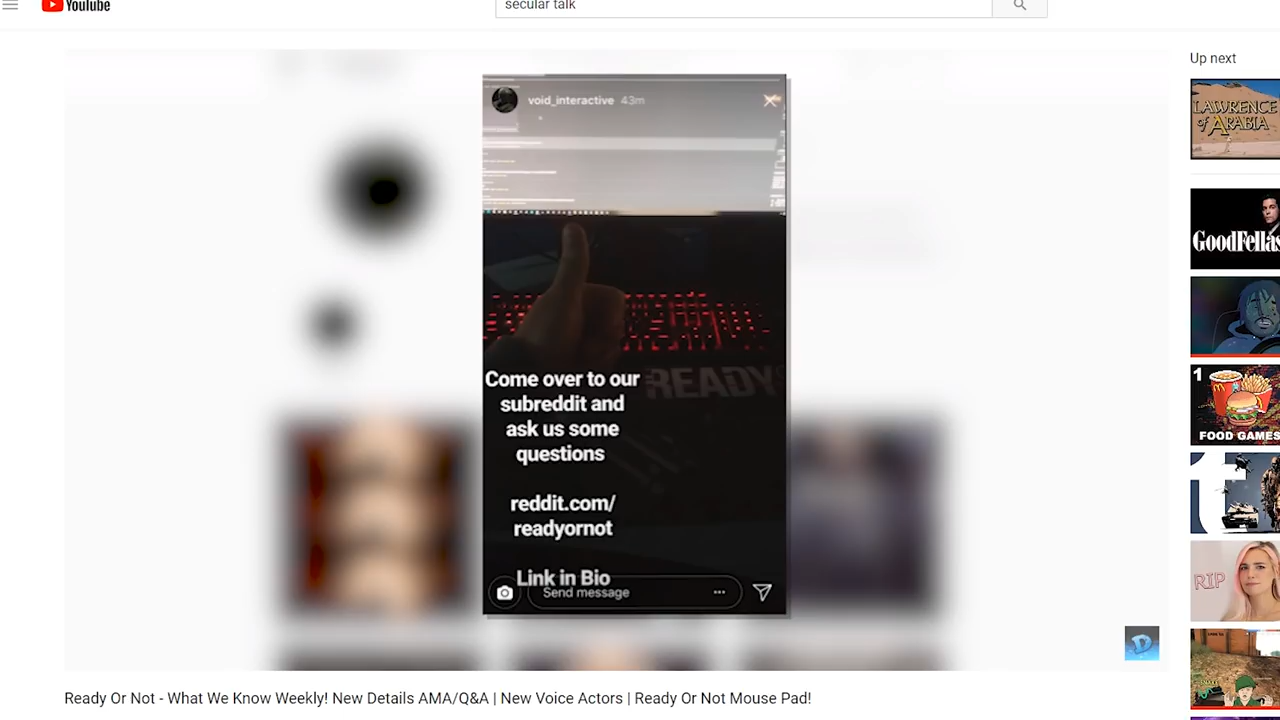 YouTube
secular talk
Up next
void_interactive 43m
LAWRENCE
OF ARABIA
GOODFELLAS
Come over to our
subreddit and
ask us some
questions
reddit.com/
readyornot
Link in Bio
Send message
READY
1
FOOD GAMES
RIP
D
Ready Or Not - What We Know Weekly! New Details AMA/Q&A | New Voice Actors | Ready Or Not Mouse Pad!